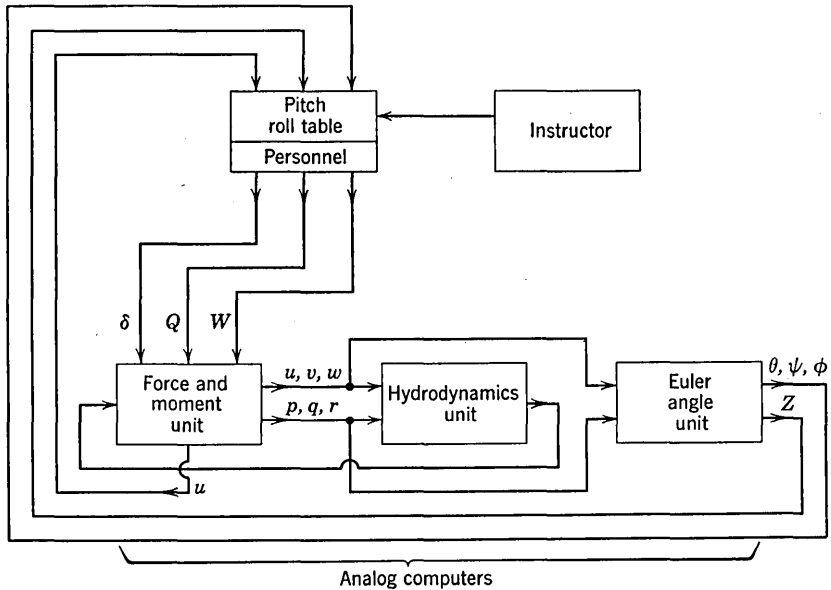 Pitch
roll table
Personnel
Instructor
δ
Q
W
Force and
moment
unit
u, v, w
p, q, r
Hydrodynamics
unit
Euler
angle
unit
θ, ψ, ϕ
Z
u
Analog computers